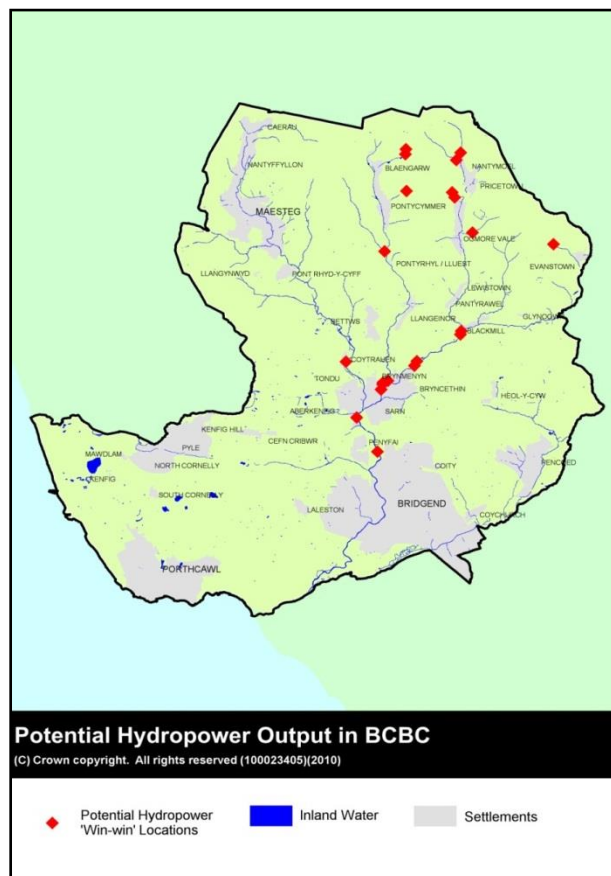 CAERAU
NANTYFFYLLON
BLAENGARW
NANTYMOEL
PRICETOWN
MAESTEG
PONTYCYMMER
OGMORE VALE
PONTYRHYL / LLUEST
EVANSTOWN
LLANGYNWYD
PONT RHYD-Y-CYFF
LEWISTOWN
PANTYRAWEL
BETTWS
LLANGEINOR
BLACKMILL
COYTRAHEN
TONDU
BRYNMENYN
BRYNCETHIN
HEOL-Y-CYW
ABERKENFIG
SARN
KENFIG HILL
CEFN CRIBWR
PENYFAI
PYLE
MAWDLAM
NORTH CORNELLY
COITY
PENCOED
KENFIG
SOUTH CORNELLY
BRIDGEND
LALESTON
COYCHURCH
PORTHCAWL
Potential Hydropower Output in BCBC
(C) Crown copyright. All rights reserved (100023405)(2010)
Potential Hydropower
'Win-win' Locations
Inland Water
Settlements